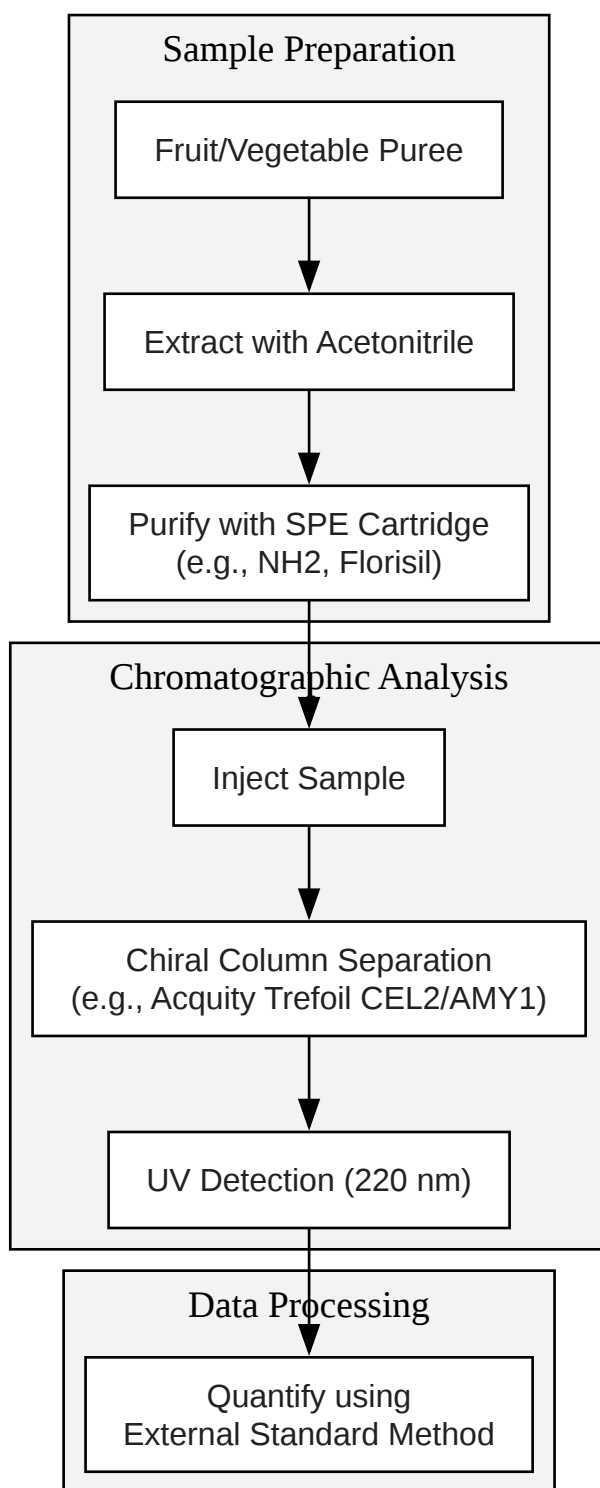 Sample Preparation
Fruit/Vegetable Puree
Extract with Acetonitrile
Purify with SPE Cartridge
(e.g., NH2, Florisil)
Chromatographic Analysis
Inject Sample
Chiral Column Separation
(e.g., Acquity Trefoil CEL2/AMY1)
UV Detection (220 nm)
Data Processing
Quantify using
External Standard Method